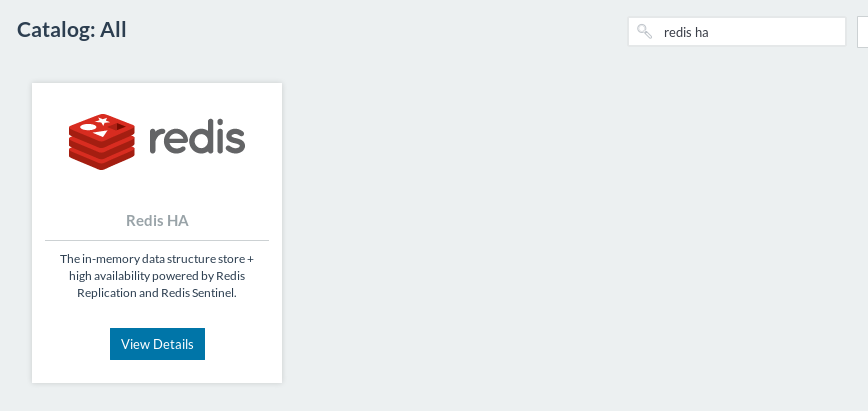 Catalog: All
redis ha
redis
Redis HA
The in-memory data structure store +
high availability powered by Redis
Replication and Redis Sentinel.
View Details